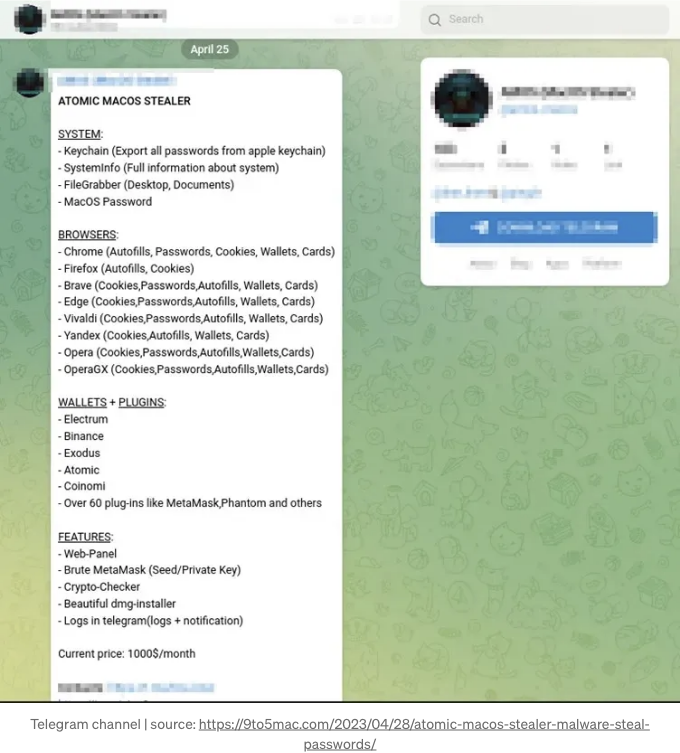 Search
April 25
ATOMIC MACOS STEALER
SYSTEM:
- Keychain (Export all passwords from apple keychain)
- SystemInfo (Full information about system)
- FileGrabber (Desktop, Documents)
- MacOS Password
BROWSERS:
- Chrome (Autofills, Passwords, Cookies, Wallets, Cards)
- Firefox (Autofills, Cookies)
- Brave (Cookies,Passwords,Autofills, Wallets, Cards)
- Edge (Cookies,Passwords,Autofills, Wallets, Cards)
- Vivaldi (Cookies,Passwords,Autofills, Wallets, Cards)
- Yandex (Cookies,Autofills, Wallets, Cards)
- Opera (Cookies,Passwords,Autofills,Wallets,Cards)
- OperaGX (Cookies,Passwords,Autofills,Wallets,Cards)
WALLETS + PLUGINS:
- Electrum
- Binance
- Exodus
- Atomic
- Coinomi
- Over 60 plug-ins like MetaMask,Phantom and others
FEATURES:
- Web-Panel
- Brute MetaMask (Seed/Private Key)
- Crypto-Checker
- Beautiful dmg-installer
- Logs in telegram(logs + notification)
Current price: 1000$/month
Telegram channel | source: https://9to5mac.com/2023/04/28/atomic-macos-stealer-malware-steal-
passwords/